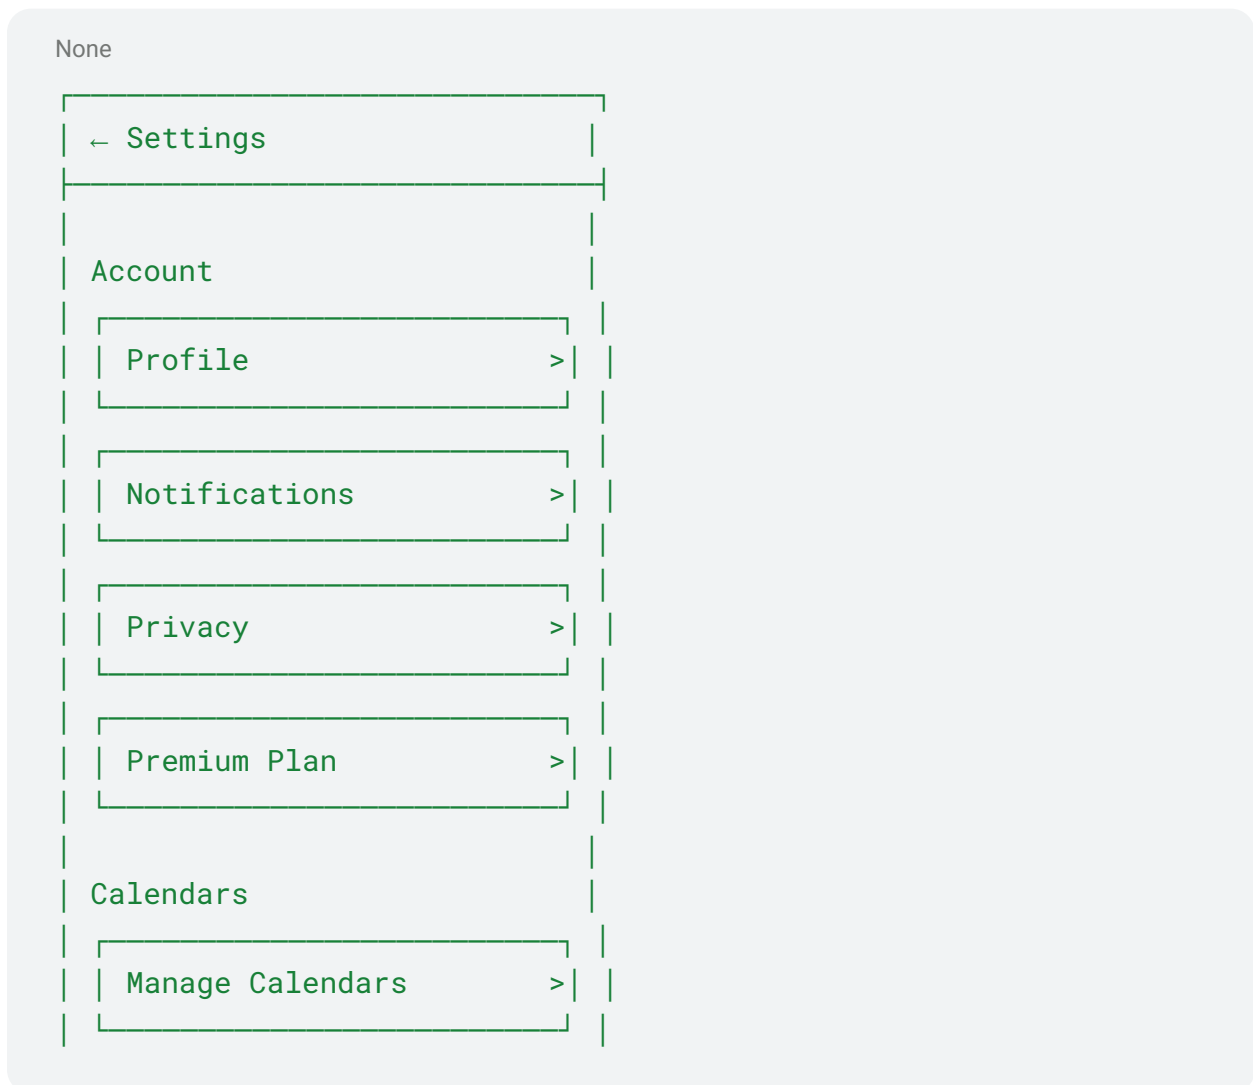 None
┌──────────────────────────────┐
│ ← Settings                  │
├──────────────────────────────┤
│                             │
│ Account                     │
│ ┌──────────────────────────┐ │
│ │ Profile                 >│ │
│ └──────────────────────────┘ │
│ ┌──────────────────────────┐ │
│ │ Notifications           >│ │
│ └──────────────────────────┘ │
│ ┌──────────────────────────┐ │
│ │ Privacy                 >│ │
│ └──────────────────────────┘ │
│ ┌──────────────────────────┐ │
│ │ Premium Plan            >│ │
│ └──────────────────────────┘ │
│                             │
│ Calendars                   │
│ ┌──────────────────────────┐ │
│ │ Manage Calendars        >│ │
│ └──────────────────────────┘ │